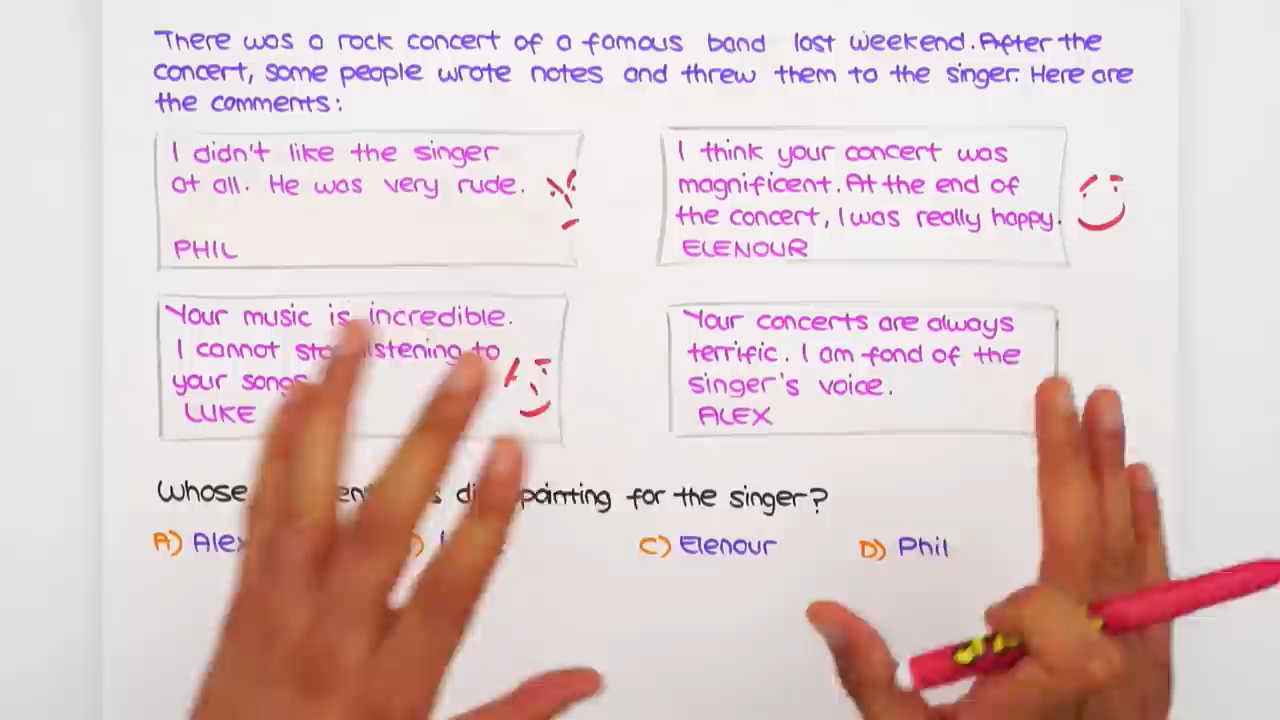 There was a rock concert of a famous band last weekend. After the
concert, some people wrote notes and threw them to the singer. Here are
the comments:
I didn't like the singer
at all. He was very rude.
PHIL
I think your concert was
magnificent. At the end of
the concert, I was really happy.
ELENOUR
Your music is incredible.
I cannot listening to
your songs
LUKE
Your concerts are always
terrific. I am fond of the
singer's voice.
ALEX
Whose for the singer?
A) Alex
C) Elenour
D) Phil